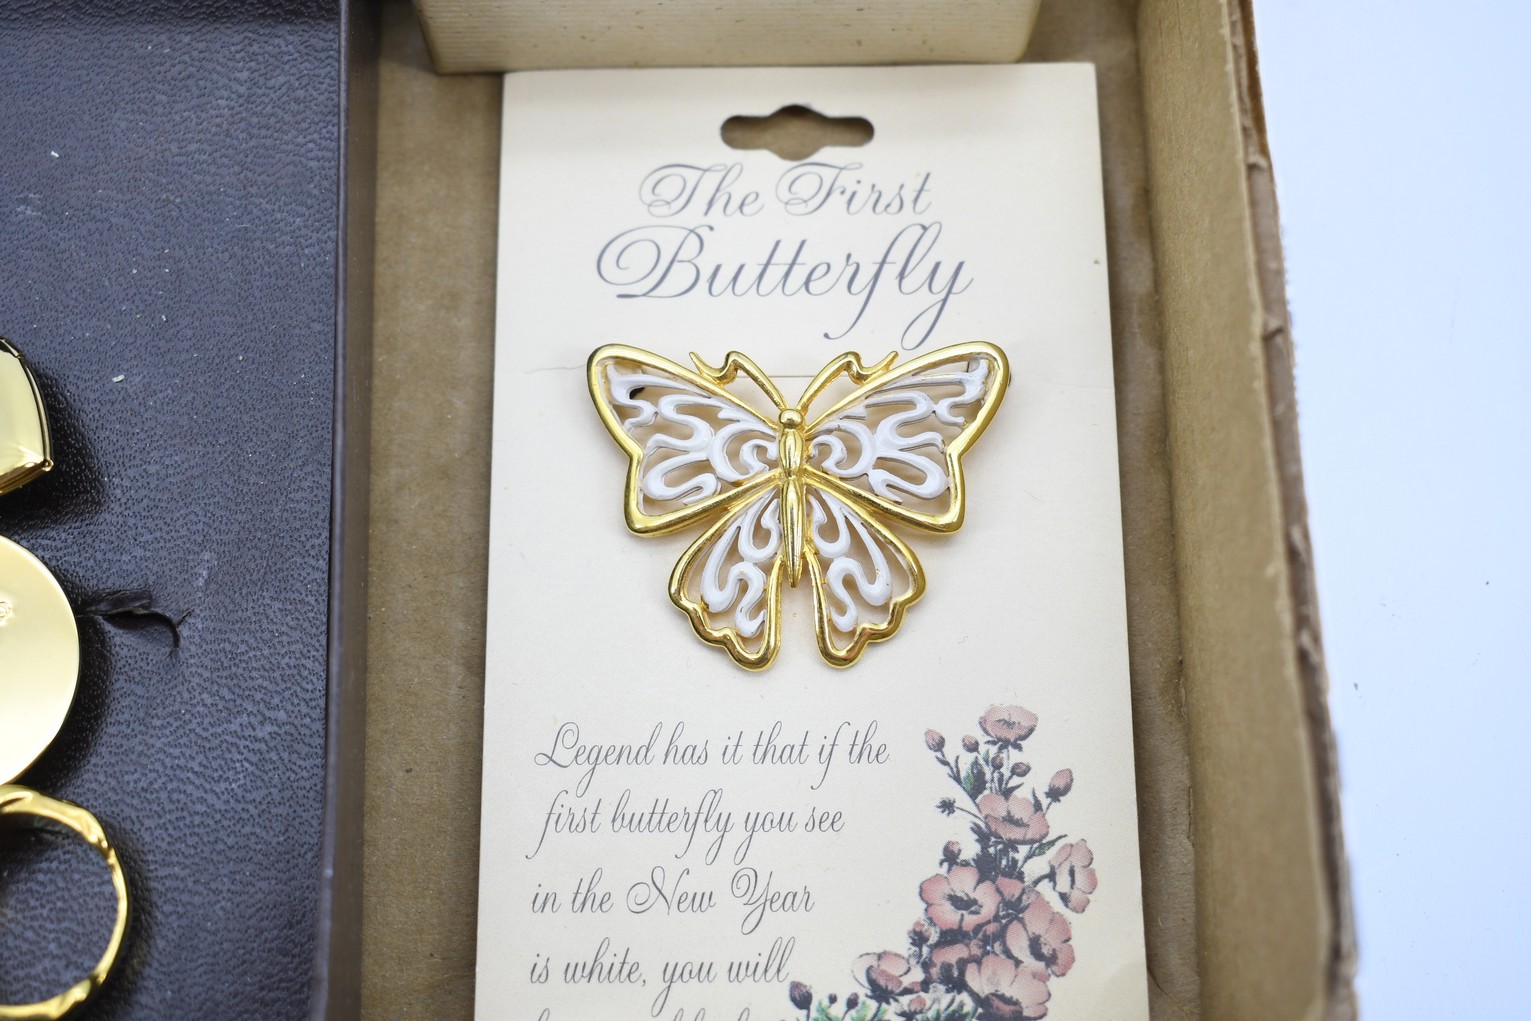 The First
Butterfly
Legend has it that if the
first butterfly you see
in the New Year
is white, you will